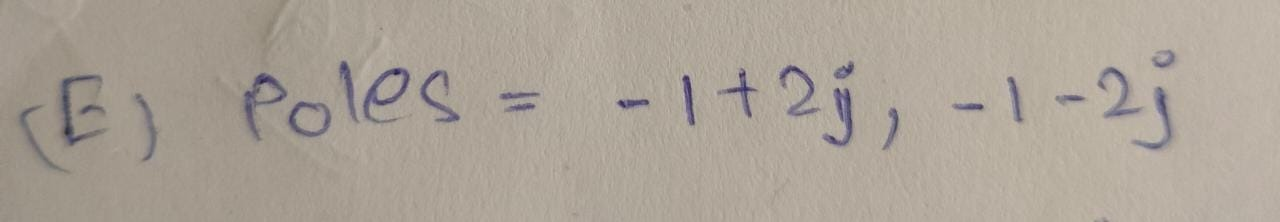 (E) Poles = -1+2j, -1-2j